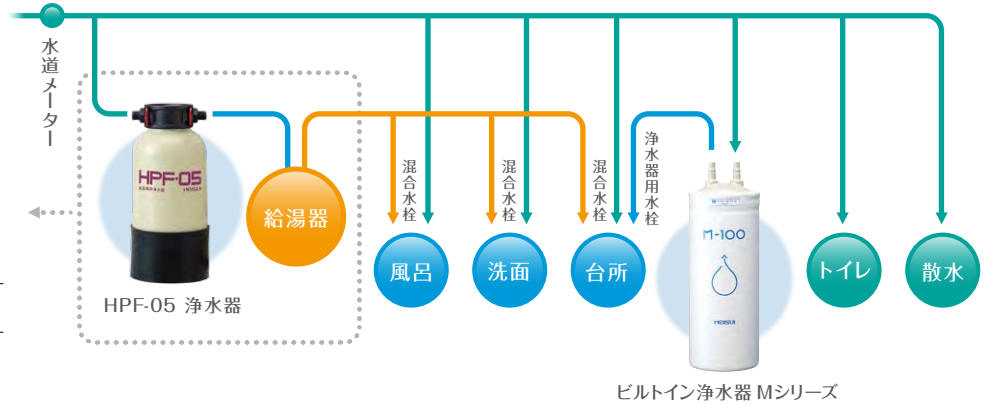 水道メーター
HPF-05
HPF-05 浄水器
給湯器
混合水栓
風呂
混合水栓
洗面
混合水栓
浄水器用水栓
台所
M-100
MEISUI
ビルトイン浄水器 Mシリーズ
トイレ
散水